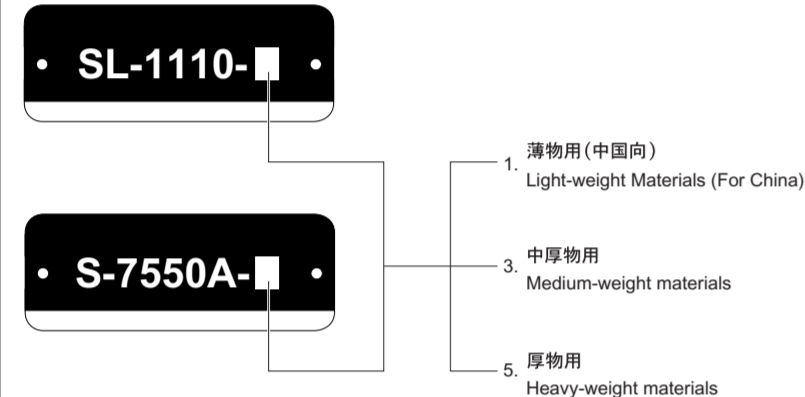 SL-1110-
1. 薄物用(中国向)
Light-weight Materials (For China)
S-7550A-
3. 中厚物用
Medium-weight materials
5. 厚物用
Heavy-weight materials